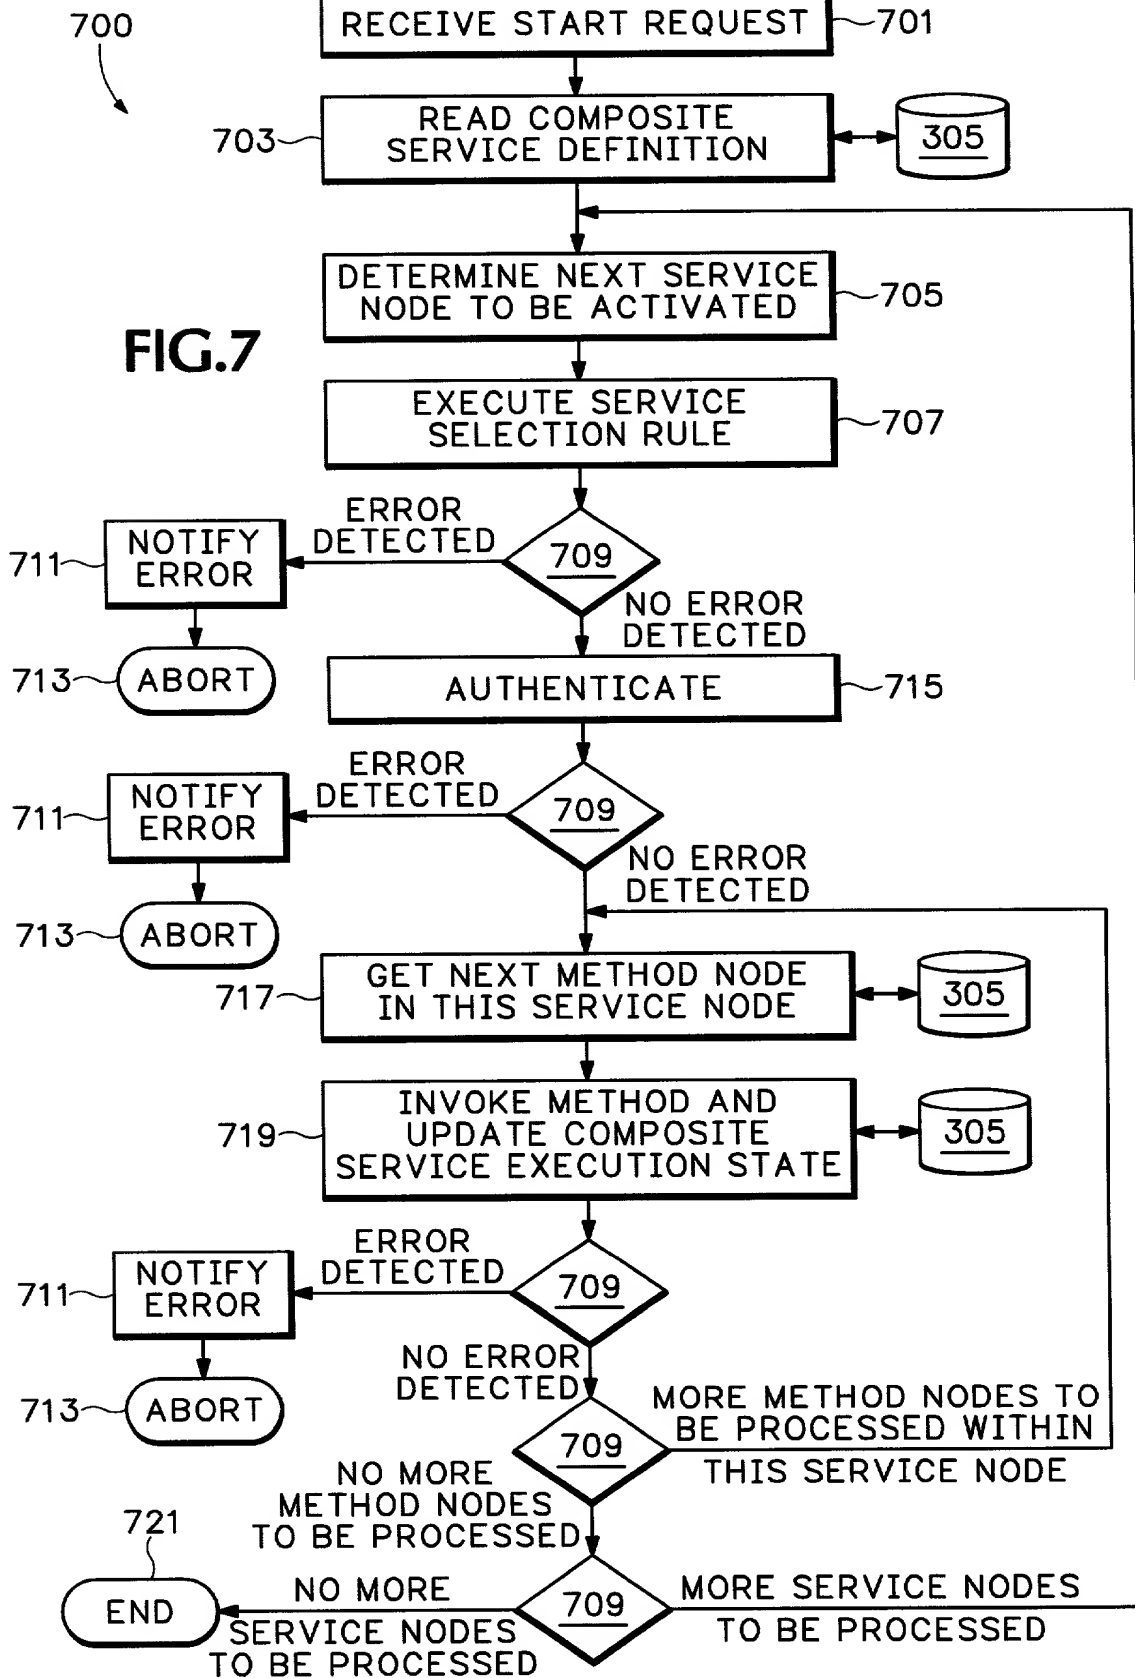 700
RECEIVE START REQUEST
701
703
READ COMPOSITE
SERVICE DEFINITION
305
DETERMINE NEXT SERVICE
NODE TO BE ACTIVATED
705
FIG.7
EXECUTE SERVICE
SELECTION RULE
707
ERROR
DETECTED
709
711
NOTIFY
ERROR
NO ERROR
DETECTED
713
ABORT
AUTHENTICATE
715
ERROR
DETECTED
709
711
NOTIFY
ERROR
NO ERROR
DETECTED
713
ABORT
717
GET NEXT METHOD NODE
IN THIS SERVICE NODE
305
719
INVOKE METHOD AND
UPDATE COMPOSITE
SERVICE EXECUTION STATE
305
ERROR
DETECTED
709
711
NOTIFY
ERROR
NO ERROR
DETECTED
713
ABORT
709
MORE METHOD NODES TO
BE PROCESSED WITHIN
THIS SERVICE NODE
NO MORE
METHOD NODES
TO BE PROCESSED
721
END
NO MORE
SERVICE NODES
TO BE PROCESSED
709
MORE SERVICE NODES
TO BE PROCESSED